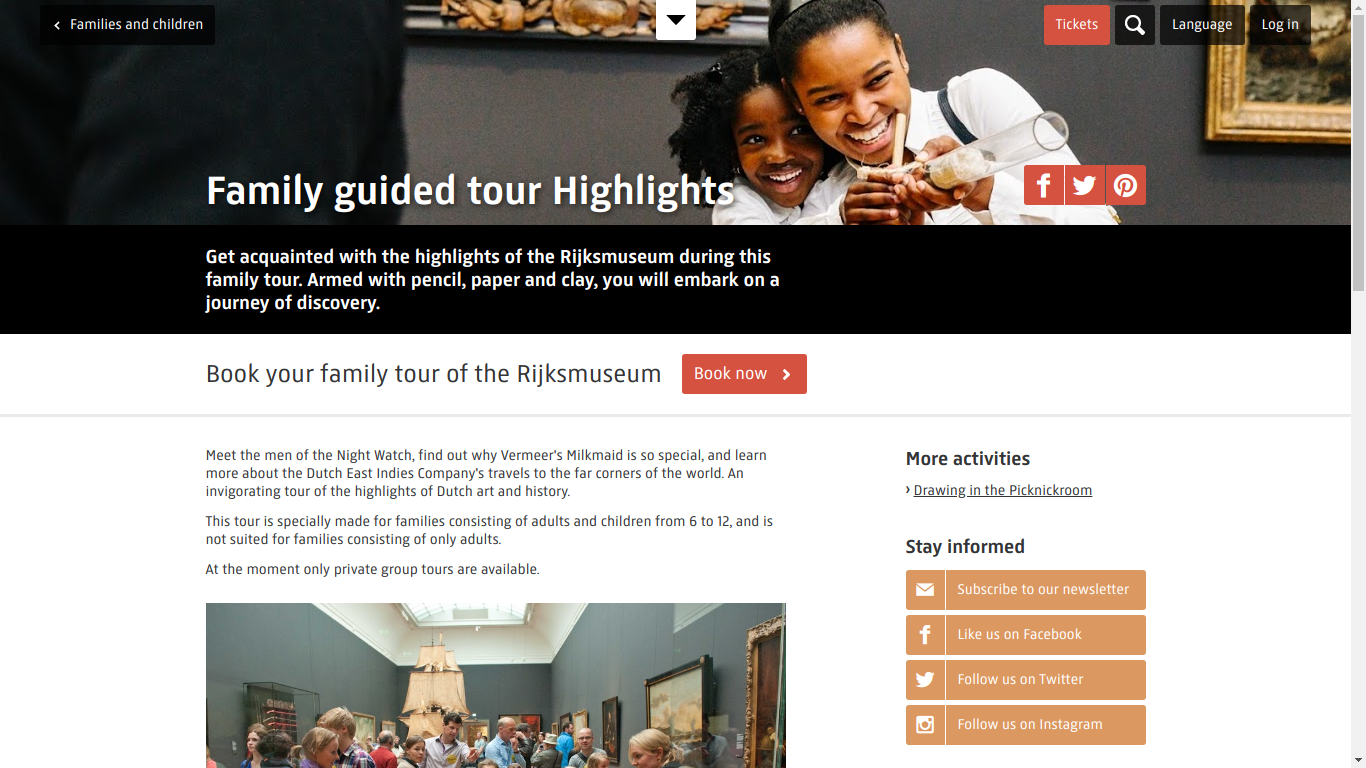 Families and children
Tickets
Language
Log in
Family guided tour Highlights
Get acquainted with the highlights of the Rijksmuseum during this
family tour. Armed with pencil, paper and clay, you will embark on a
journey of discovery.
Book your family tour of the Rijksmuseum
Book now
Meet the men of the Night Watch, find out why Vermeer's Milkmaid is so special, and learn
more about the Dutch East Indies Company's travels to the far corners of the world. An
invigorating tour of the highlights of Dutch art and history.
This tour is specially made for families consisting of adults and children from 6 to 12, and is
not suited for families consisting of only adults.
At the moment only private group tours are available.
More activities
Drawing in the Picknickroom
Stay informed
Subscribe to our newsletter
Like us on Facebook
Follow us on Twitter
Follow us on Instagram